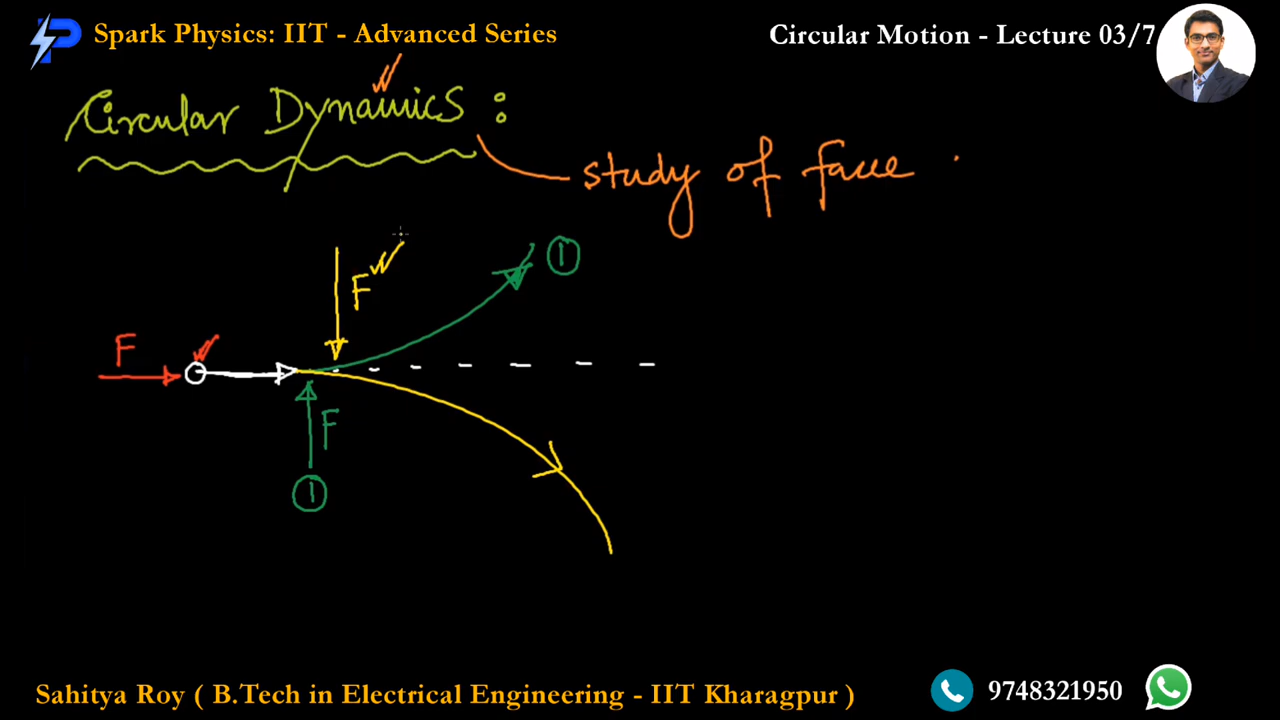 Spark Physics: IIT - Advanced Series
Circular Motion - Lecture 03/7
Circular Dynamics :
study of force
F
①
F
F
①
Sahitya Roy ( B.Tech in Electrical Engineering - IIT Kharagpur )
9748321950